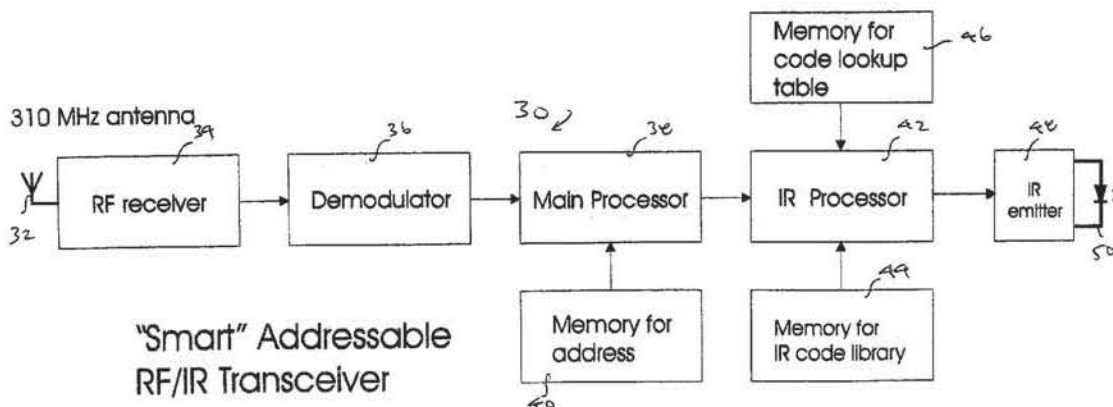 Memory for
code lookup
table
46
310 MHz antenna
34
36
30
38
42
48
RF receiver
Demodulator
Main Processor
IR Processor
IR
emitter
32
50
44
Memory for
address
40
Memory for
IR code library
"Smart" Addressable
RF/IR Transceiver